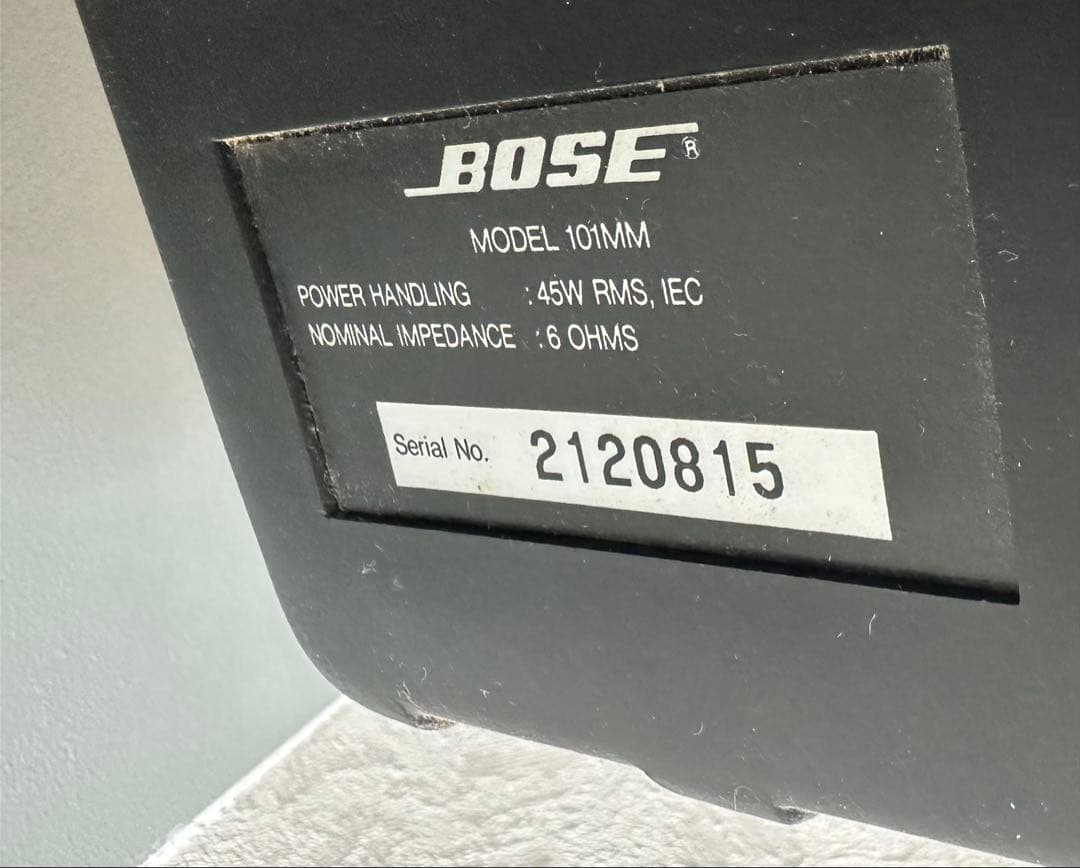 BOSE®
MODEL 101MM
POWER HANDLING : 45W RMS, IEC
NOMINAL IMPEDANCE : 6 OHMS
Serial No. 2120815